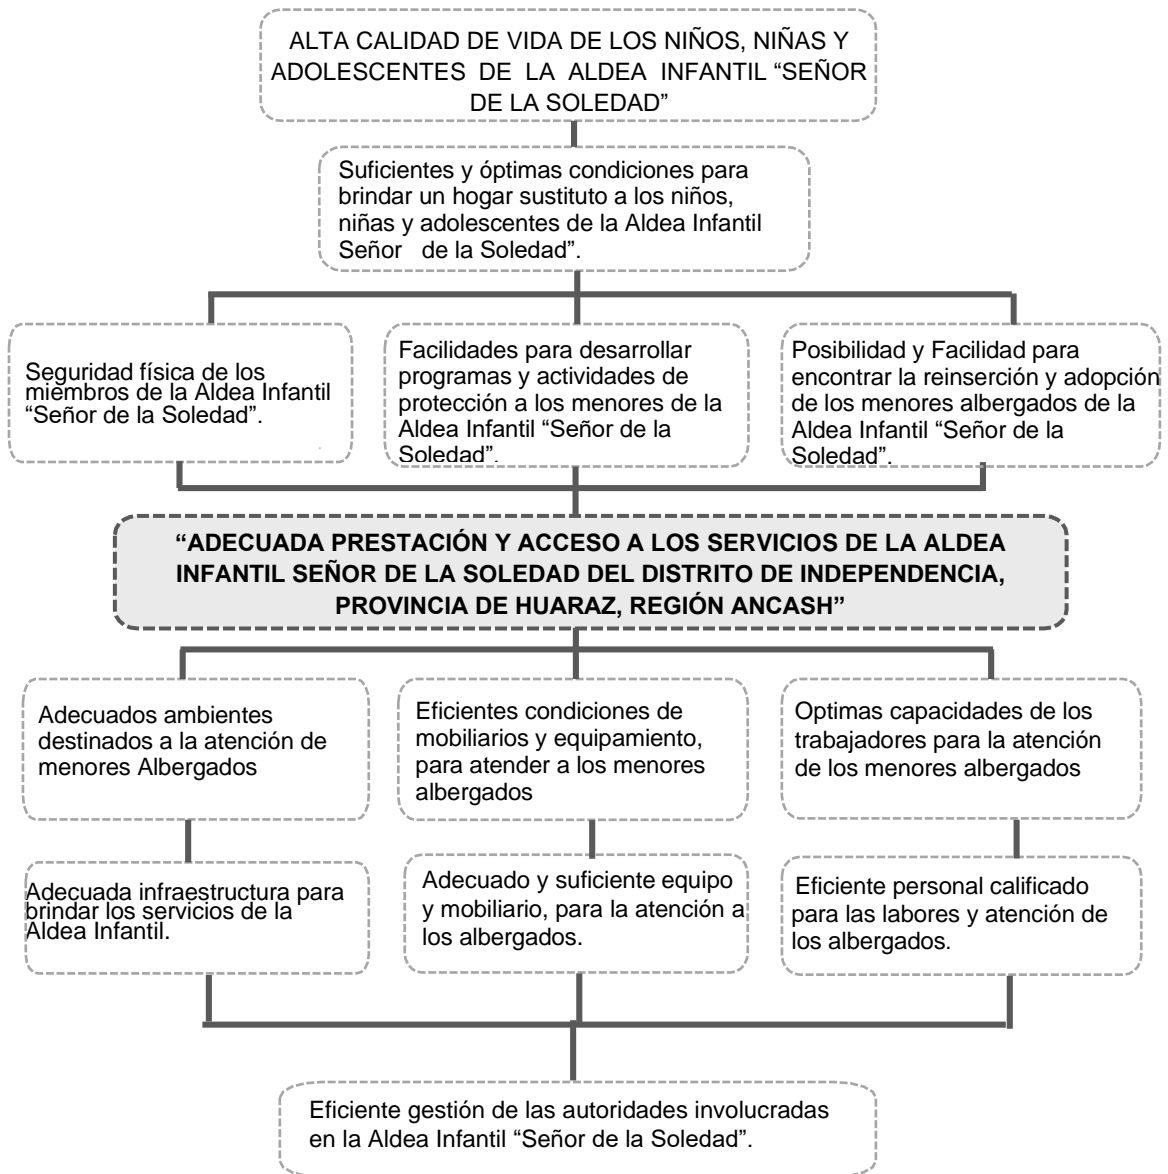 ALTA CALIDAD DE VIDA DE LOS NIÑOS, NIÑAS Y
ADOLESCENTES DE LA ALDEA INFANTIL “SEÑOR
DE LA SOLEDAD”
Suficientes y óptimas condiciones para
brindar un hogar sustituto a los niños,
niñas y adolescentes de la Aldea Infantil
Señor de la Soledad”.
Seguridad física de los
miembros de la Aldea Infantil
“Señor de la Soledad”.
Facilidades para desarrollar
programas y actividades de
protección a los menores de la
Aldea Infantil “Señor de la
Soledad”.
Posibilidad y Facilidad para
encontrar la reinserción y adopción
de los menores albergados de la
Aldea Infantil “Señor de la
Soledad”.
“ADECUADA PRESTACIÓN Y ACCESO A LOS SERVICIOS DE LA ALDEA
INFANTIL SEÑOR DE LA SOLEDAD DEL DISTRITO DE INDEPENDENCIA,
PROVINCIA DE HUARAZ, REGIÓN ANCASH”
Adecuados ambientes
destinados a la atención de
menores Albergados
Eficientes condiciones de
mobiliarios y equipamiento,
para atender a los menores
albergados
Optimas capacidades de los
trabajadores para la atención
de los menores albergados
Adecuada infraestructura para
brindar los servicios de la
Aldea Infantil.
Adecuado y suficiente equipo
y mobiliario, para la atención a
los albergados.
Eficiente personal calificado
para las labores y atención de
los albergados.
Eficiente gestión de las autoridades involucradas
en la Aldea Infantil “Señor de la Soledad”.